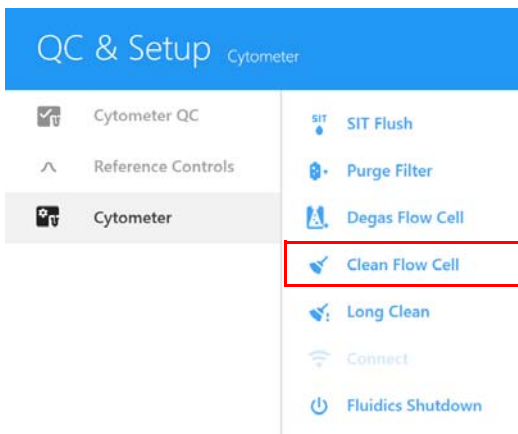 QC & Setup Cytometer
Cytometer QC
Reference Controls
Cytometer
SIT
SIT Flush
Purge Filter
Degas Flow Cell
Clean Flow Cell
Long Clean
Connect
Fluidics Shutdown